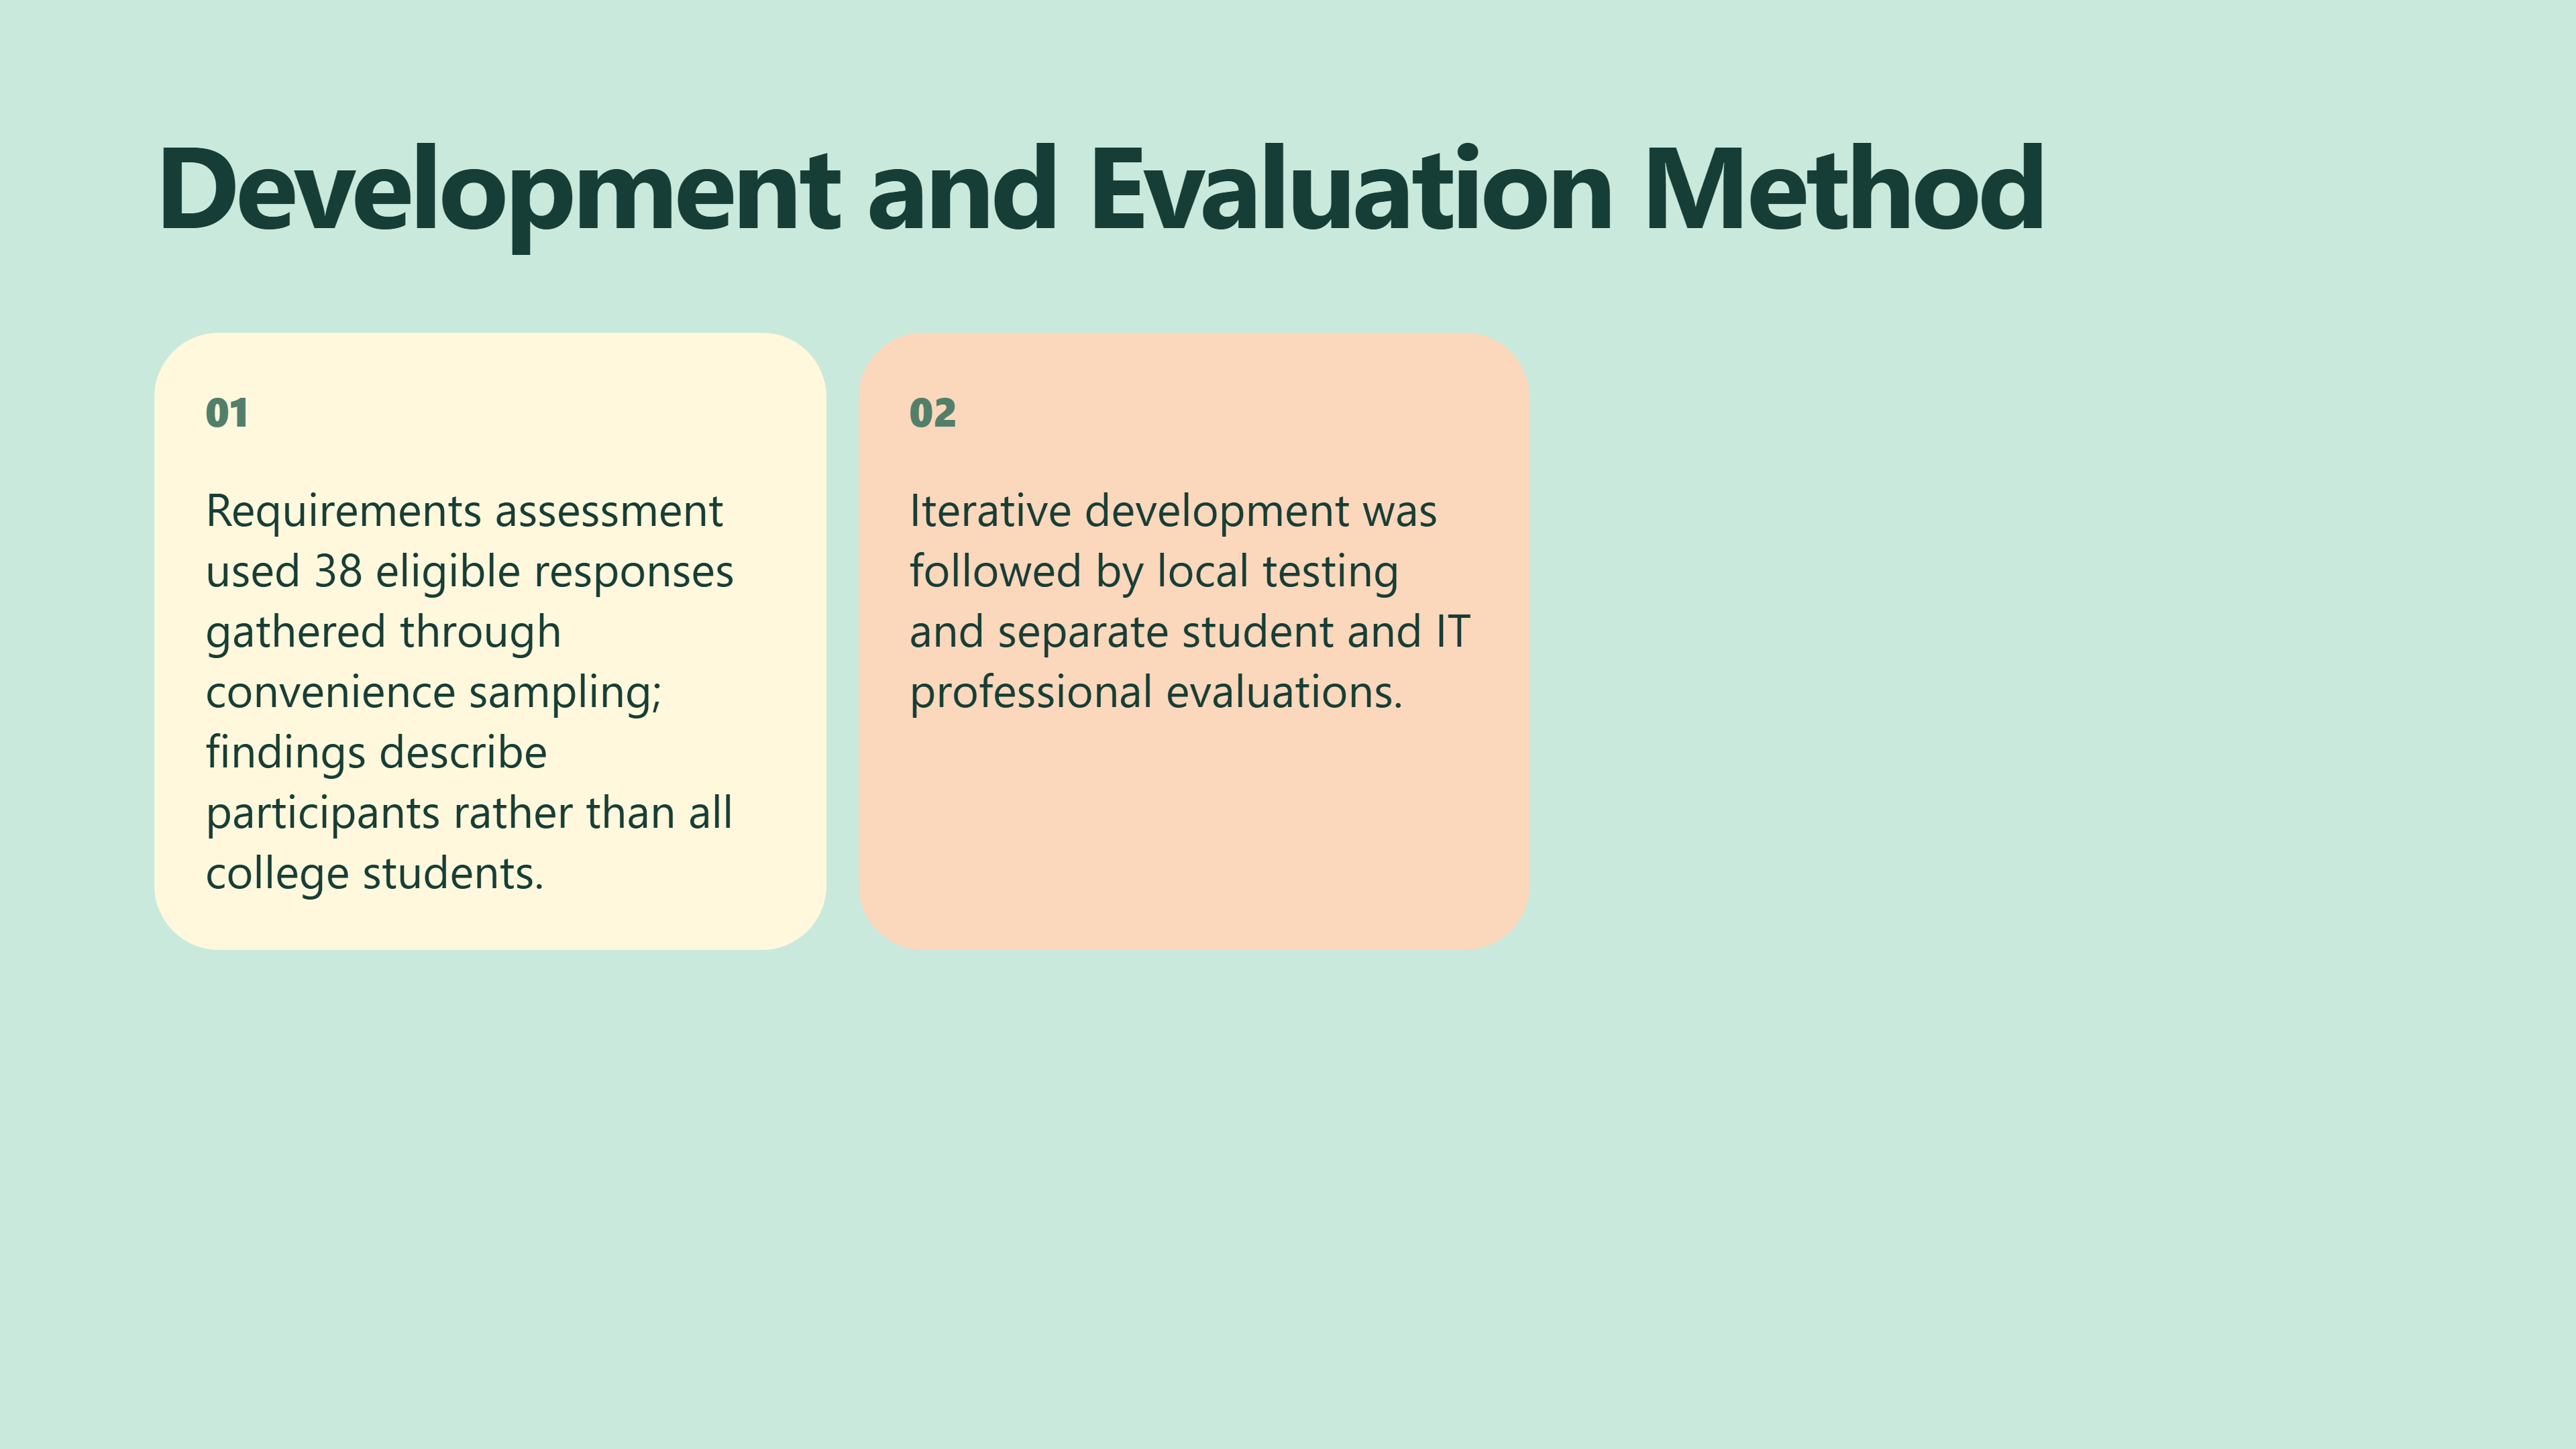 Development and Evaluation Method
01
Requirements assessment
used 38 eligible responses
gathered through
convenience sampling;
findings describe
participants rather than all
college students.
02
Iterative development was
followed by local testing
and separate student and IT
professional evaluations.